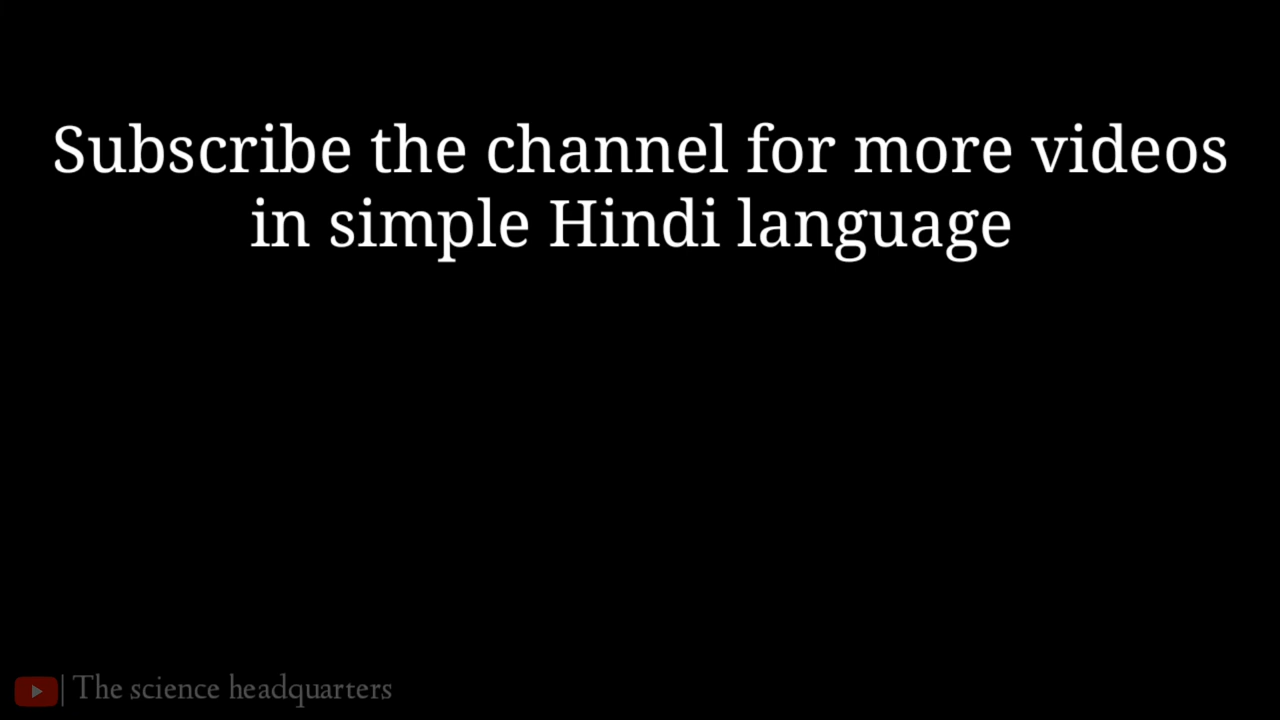 Subscribe the channel for more videos
in simple Hindi language
| The science headquarters